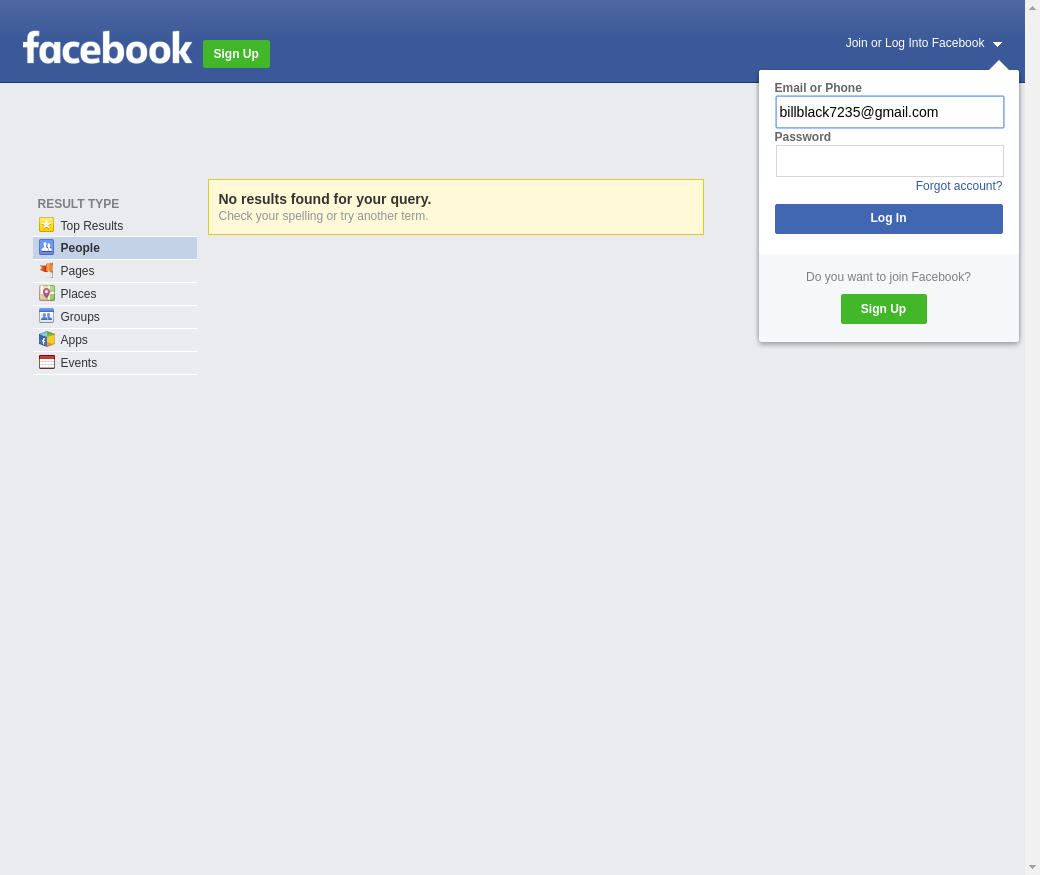 facebook
Sign Up
Join or Log Into Facebook
Email or Phone
billblack7235@gmail.com
Password
Forgot account?
Log In
Do you want to join Facebook?
Sign Up
RESULT TYPE
Top Results
People
Pages
Places
Groups
Apps
Events
No results found for your query.
Check your spelling or try another term.